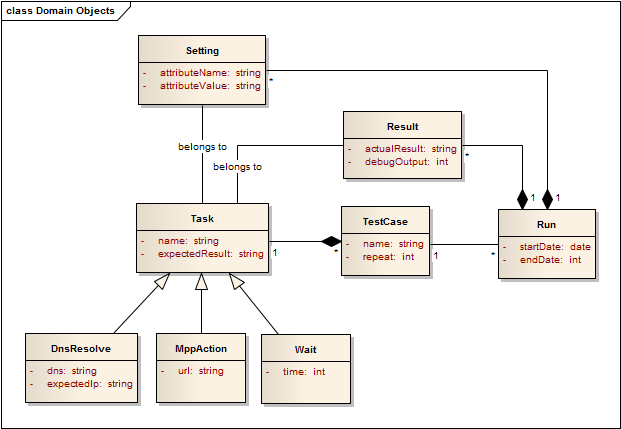 class Domain Objects
Setting
- attributeName: string
- attributeValue: string
*
belongs to
Result
- actualResult: string
- debugOutput: int
*
belongs to
1
1
Task
- name: string
- expectedResult: string
1
TestCase
- name: string
- repeat: int
*
1
Run
- startDate: date
- endDate: int
*
DnsResolve
- dns: string
- expectedIp: string
MppAction
- url: string
Wait
- time: int